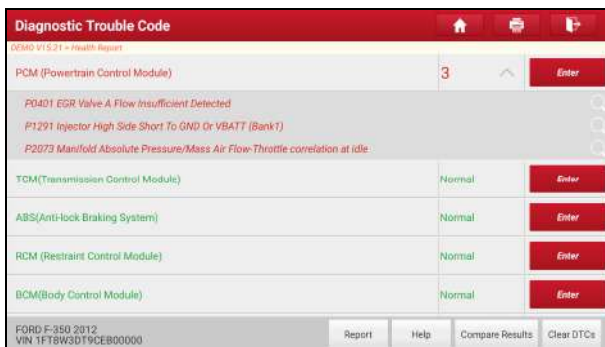 Diagnostic Trouble Code
DEMO V15.21 > Health Report
PCM (Powertrain Control Module) 3 Enter
P0401 EGR Valve A Flow Insufficient Detected
P1291 Injector High Side Short To GND Or VBATT (Bank1)
P2073 Manifold Absolute Pressure/Mass Air Flow-Throttle correlation at idle
TCM(Transmission Control Module) Normal Enter
ABS(Anti-lock Braking System) Normal Enter
RCM (Restraint Control Module) Normal Enter
BCM(Body Control Module) Normal Enter
FORD F-350 2012
VIN 1FT8W3DT9CEB00000
Report Help Compare Results Clear DTCs